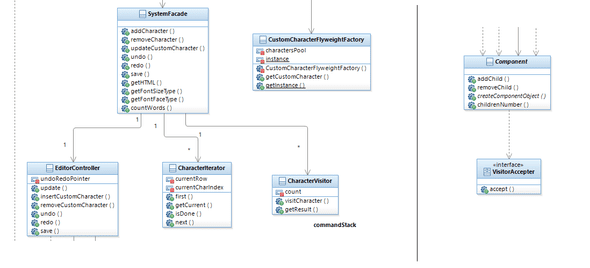 SystemFacade
addCharacter ( )
removeCharacter ( )
updateCustomCharacter ( )
undo ( )
redo ( )
save ( )
getHTML ( )
getFontSizeType ( )
getFontFaceType ( )
countWords ( )
CustomCharacterFlyweightFactory
charactersPool
instance
CustomCharacterFlyweightFactory ( )
getCustomCharacter ( )
getInstance ( )
Component
addChild ( )
removeChild ( )
createComponentObject ( )
childrenNumber ( )
1
1
1
1
*
*
EditorController
undoRedoPointer
update ( )
insertCustomCharacter ( )
removeCustomCharacter ( )
undo ( )
redo ( )
save ( )
CharacterIterator
currentRow
currentCharIndex
first ( )
getCurrent ( )
isDone ( )
next ( )
CharacterVisitor
count
visitCharacter ( )
getResult ( )
commandStack
«interface»
VisitorAccepter
accept ( )